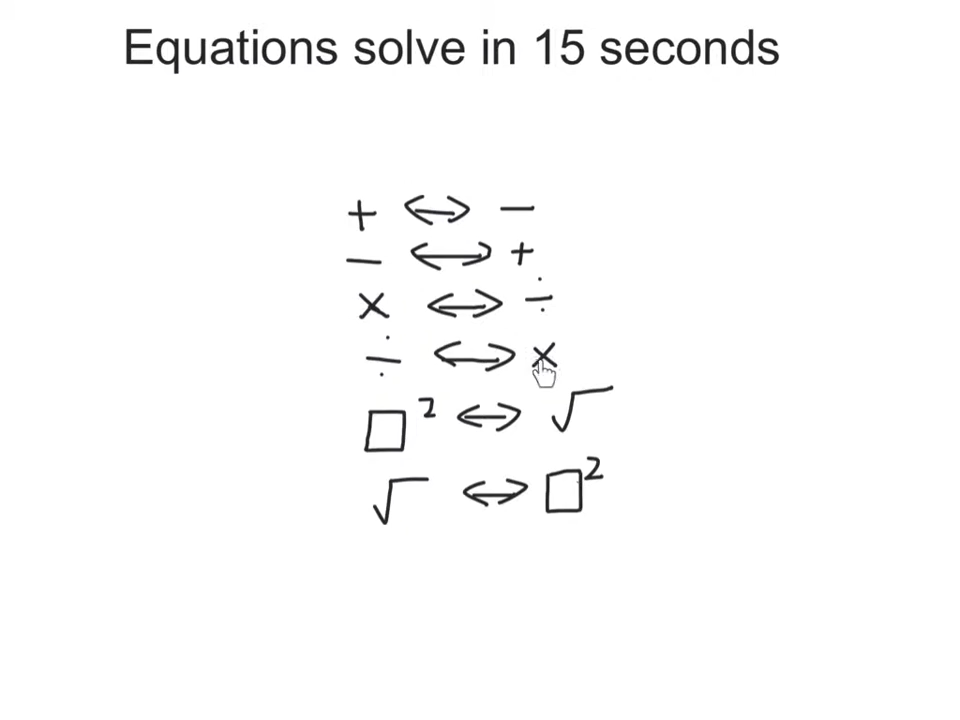 Equations solve in 15 seconds
+ ⟺ −
− ⟺ +
× ⟺ ÷
÷ ⟺ ×
□² ⟺ √
√ ⟺ □²